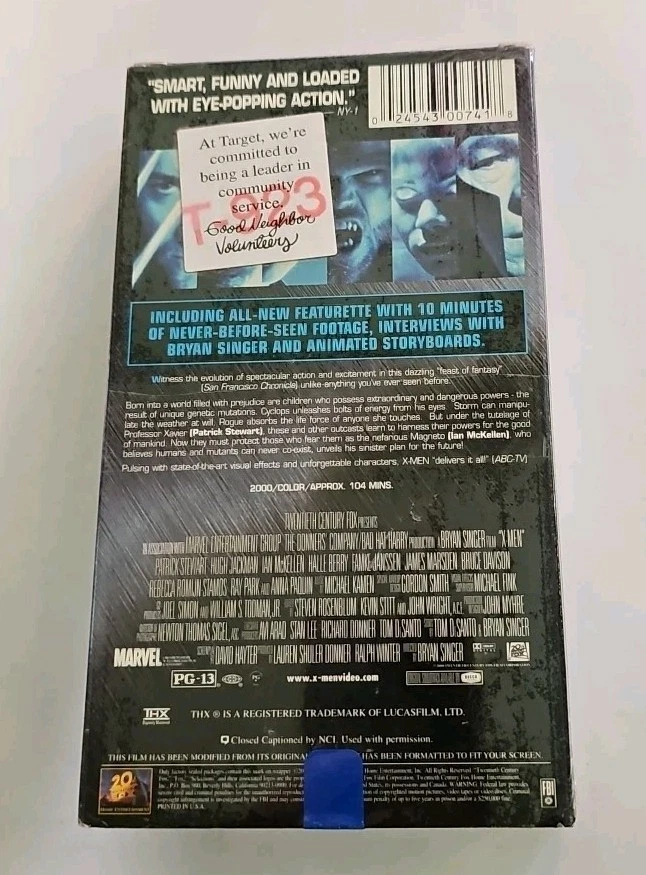 "SMART, FUNNY AND LOADED
WITH EYE-POPPING ACTION."
— NY-1
0 24543 00741 8
At Target, we're
committed to
being a leader in
community
service.
Good Neighbor
Volunteers
T-923
INCLUDING ALL-NEW FEATURETTE WITH 10 MINUTES
OF NEVER-BEFORE-SEEN FOOTAGE, INTERVIEWS WITH
BRYAN SINGER AND ANIMATED STORYBOARDS.
Witness the evolution of spectacular action and excitement in this dazzling "feast of fantasy"
(San Francisco Chronicle) unlike anything you've ever seen before.
Born into a world filled with prejudice are children who possess extraordinary and dangerous powers - the
result of unique genetic mutations. Cyclops unleashes bolts of energy from his eyes. Storm can manipu-
late the weather at will. Rogue absorbs the life force of anyone she touches. But under the tutelage of
Professor Xavier (Patrick Stewart), these and other outcasts learn to harness their powers for the good
of mankind. Now they must protect those who fear them as the nefarious Magneto (Ian McKellen), who
believes humans and mutants can never co-exist, unveils his sinister plan for the future!
Pulsing with state-of-the-art visual effects and unforgettable characters, X-MEN "delivers it all!" (ABC-TV)
2000/COLOR/APPROX. 104 MINS.
TWENTIETH CENTURY FOX PRESENTS
IN ASSOCIATION WITH MARVEL ENTERTAINMENT GROUP THE DONNERS' COMPANY/BAD HAT HARRY PRODUCTION A BRYAN SINGER FILM "X-MEN"
PATRICK STEWART HUGH JACKMAN IAN McKELLEN HALLE BERRY FAMKE JANSSEN JAMES MARSDEN BRUCE DAVISON
REBECCA ROMIJN-STAMOS RAY PARK AND ANNA PAQUIN MICHAEL KAMEN GORDON SMITH MICHAEL FINK
JOEL SIMON AND WILLIAM S. TODMAN, JR. STEVEN ROSENBLUM KEVIN STITT AND JOHN WRIGHT, A.C.E. JOHN MYHRE
NEWTON THOMAS SIGEL, ASC AVI ARAD STAN LEE RICHARD DONNER TOM DESANTO TOM DESANTO & BRYAN SINGER
MARVEL DAVID HAYTER LAUREN SHULER DONNER RALPH WINTER BRYAN SINGER
PG-13 www.x-menvideo.com DECCA
THX THX ® IS A REGISTERED TRADEMARK OF LUCASFILM, LTD.
Closed Captioned by NCI. Used with permission.
THIS FILM HAS BEEN MODIFIED FROM ITS ORIGINA HAS BEEN FORMATTED TO FIT YOUR SCREEN.
20
FOX
HOME ENTERTAINMENT
PRINTED IN U.S.A.
FBI